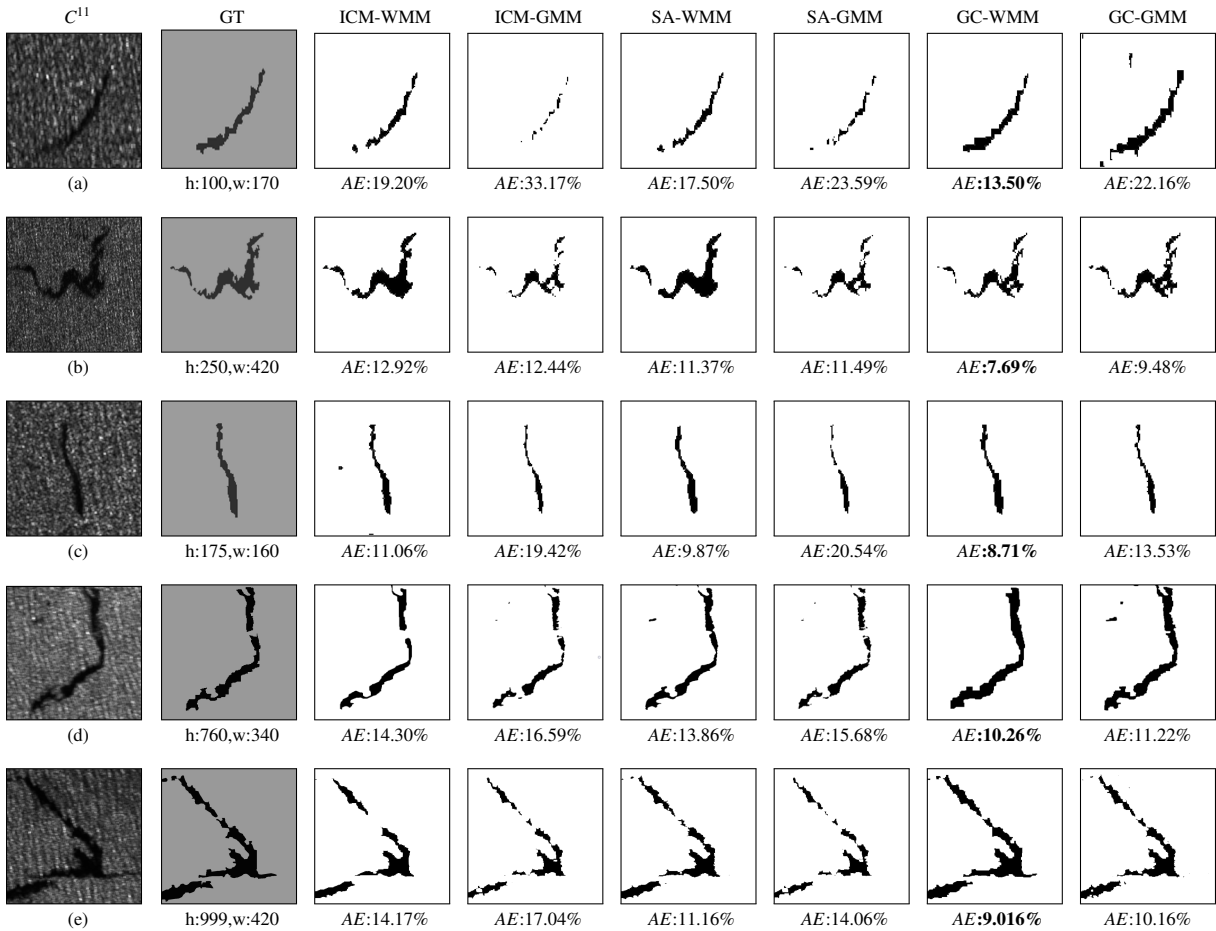 C11 GT ICM-WMM ICM-GMM SA-WMM SA-GMM GC-WMM GC-GMM
(a) h:100,w:170 AE:19.20% AE:33.17% AE:17.50% AE:23.59% AE:13.50% AE:22.16%
(b) h:250,w:420 AE:12.92% AE:12.44% AE:11.37% AE:11.49% AE:7.69% AE:9.48%
(c) h:175,w:160 AE:11.06% AE:19.42% AE:9.87% AE:20.54% AE:8.71% AE:13.53%
(d) h:760,w:340 AE:14.30% AE:16.59% AE:13.86% AE:15.68% AE:10.26% AE:11.22%
(e) h:999,w:420 AE:14.17% AE:17.04% AE:11.16% AE:14.06% AE:9.016% AE:10.16%